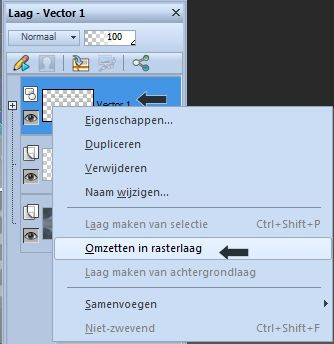 Laag - Vector 1
Normaal 100
Vector 1
Eigenschappen...
Dupliceren
Verwijderen
Naam wijzigen...
Laag maken van selectie Ctrl+Shift+P
Omzetten in rasterlaag
Laag maken van achtergrondlaag
Samenvoegen
Niet-zwevend Ctrl+Shift+F